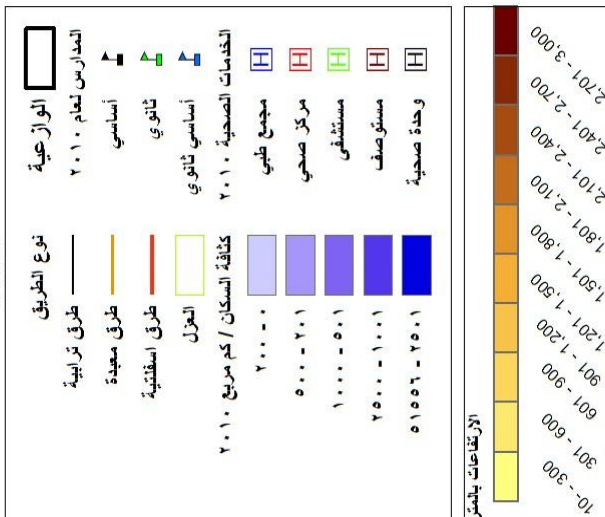 الوازعية
المدارس لعام ٢٠١٠
أساسي
ثانوي
أساسي ثانوي
الخدمات الصحية ٢٠١٠
مجمع طبي
مركز صحي
مستشفى
مستوصف
وحدة صحية
نوع الطريق
طرق ترابية
طرق معبدة
طرق اسفلتية
العزل
كثافة السكان / كم مربع ٢٠١٠
٠ - ٢٠٠
٢٠١ - ٥٠٠
٥٠١ - ١٠٠٠
١٠٠١ - ٢٥٠٠
٢٥٠١ - ٥١٥٥٦
الارتفاعات بالمتر
10 - 300
301 - 600
601 - 900
901 - 1,200
1,201 - 1,500
1,501 - 1,800
1,801 - 2,100
2,101 - 2,400
2,401 - 2,700
2,701 - 3,000